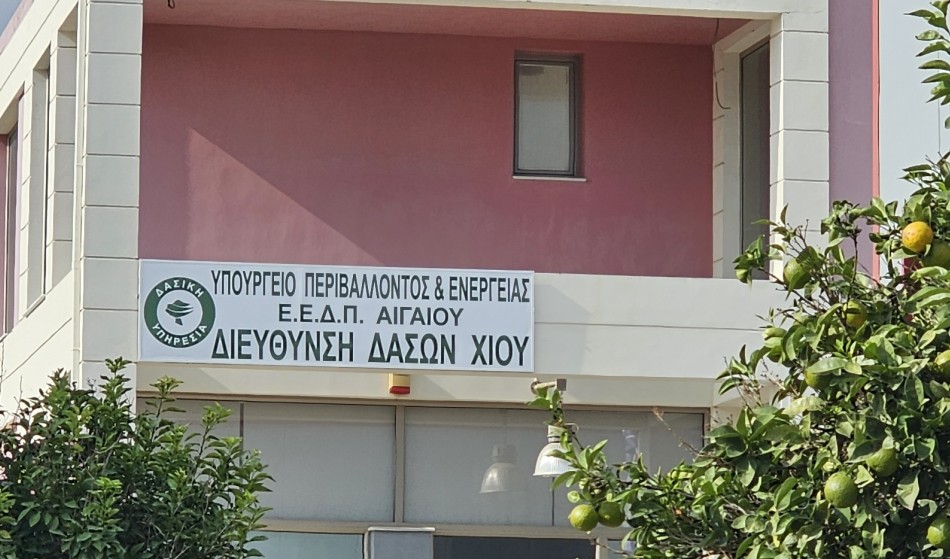 ΔΑΣΙΚΗ
ΥΠΗΡΕΣΙΑ
ΥΠΟΥΡΓΕΙΟ ΠΕΡΙΒΑΛΛΟΝΤΟΣ & ΕΝΕΡΓΕΙΑΣ
Ε.Ε.Δ.Π. ΑΙΓΑΙΟΥ
ΔΙΕΥΘΥΝΣΗ ΔΑΣΩΝ ΧΙΟΥ